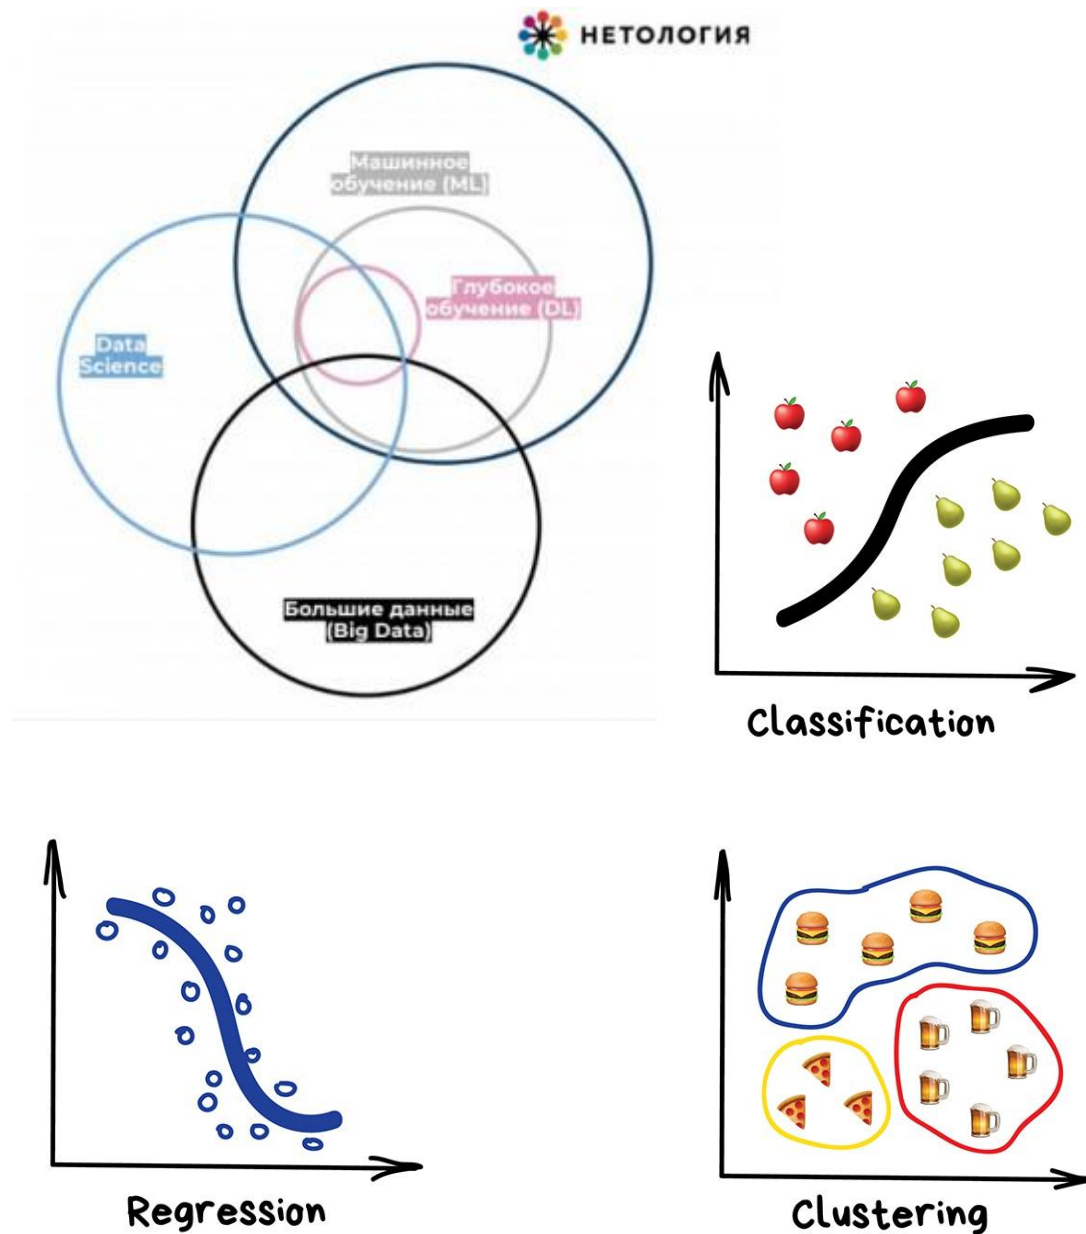 НЕТОЛОГИЯ
Машинное
обучение (ML)
Глубокое
обучение (DL)
Data
Science
Большие данные
(Big Data)
Classification
Regression
Clustering